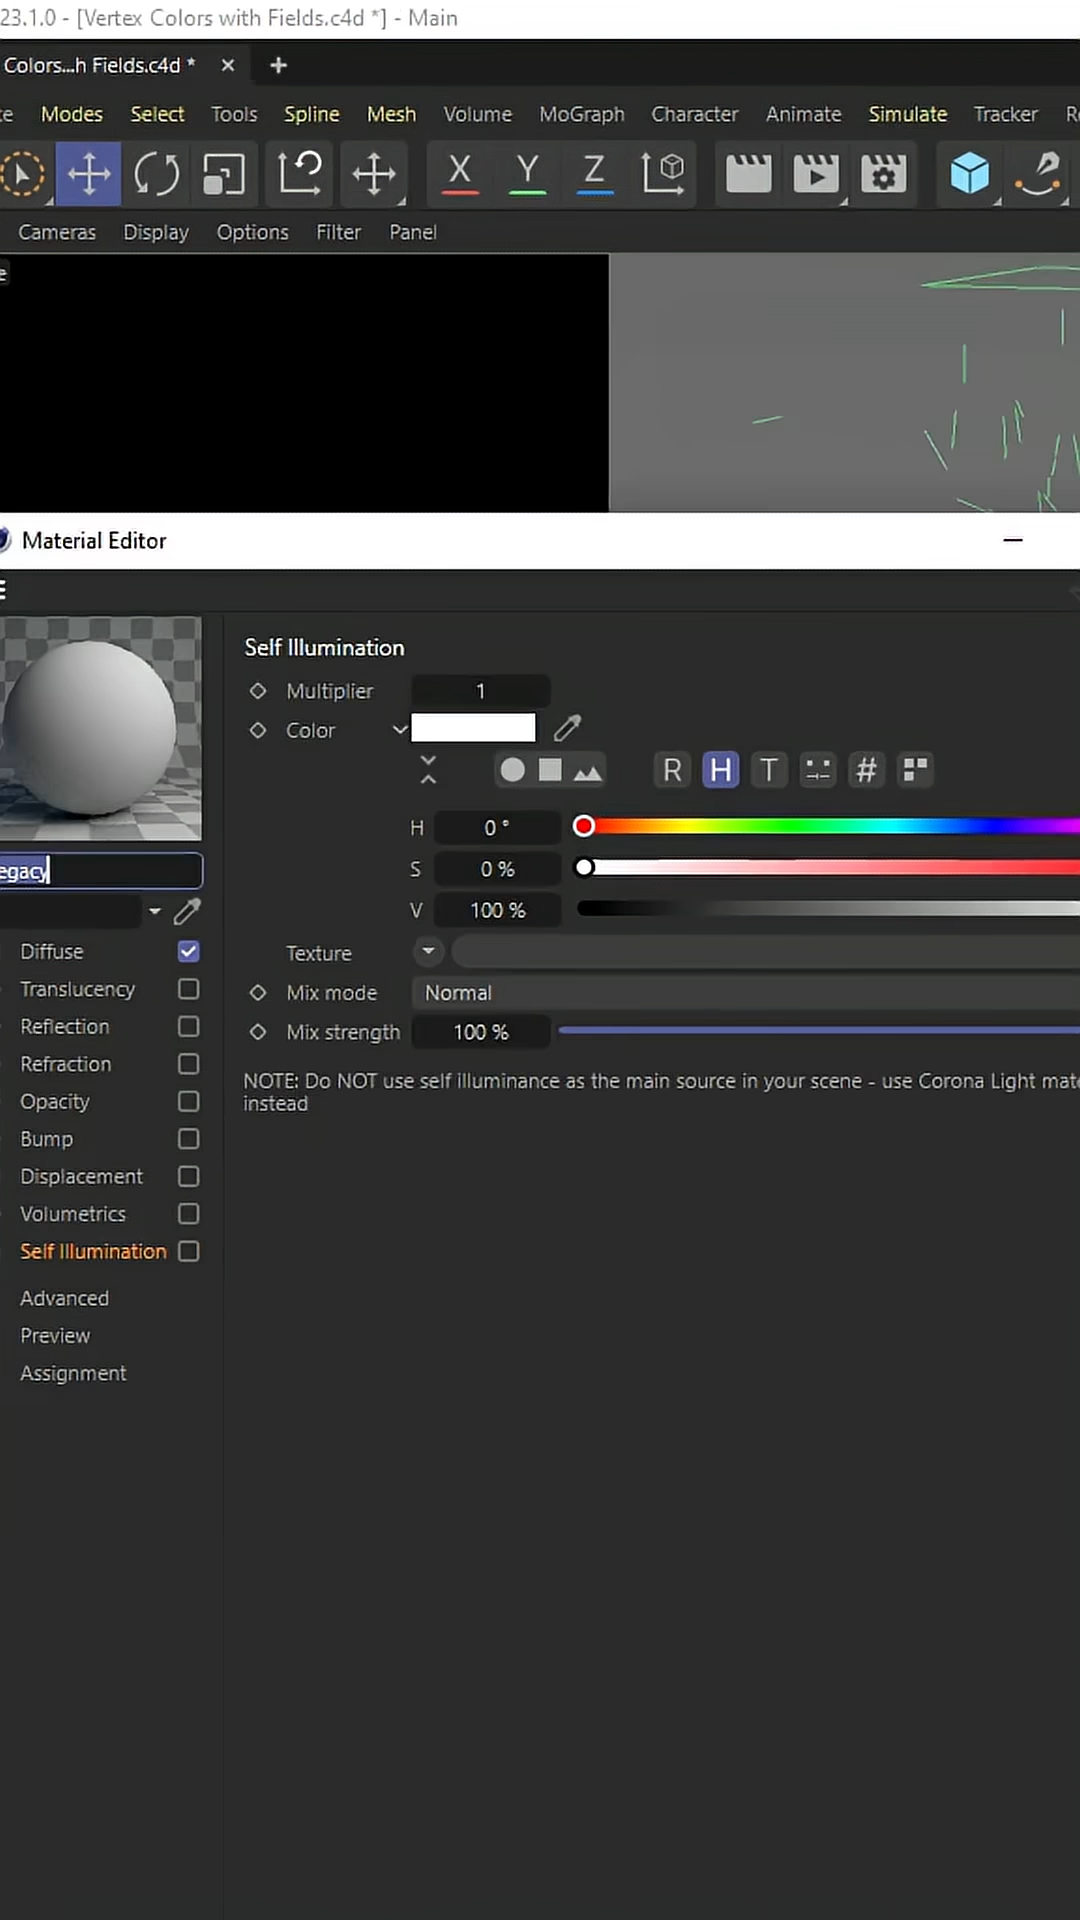 23.1.0 - [Vertex Colors with Fields.c4d *] - Main
Colors...h Fields.c4d *
Modes Select Tools Spline Mesh Volume MoGraph Character Animate Simulate Tracker
X Y Z
Cameras Display Options Filter Panel
Material Editor
Self Illumination
Multiplier 1
Color
R H T #
H 0 °
S 0 %
egacy
V 100 %
Diffuse
Texture
Translucency
Mix mode Normal
Reflection
Mix strength 100 %
Refraction
NOTE: Do NOT use self illuminance as the main source in your scene - use Corona Light mate
instead
Opacity
Bump
Displacement
Volumetrics
Self Illumination
Advanced
Preview
Assignment